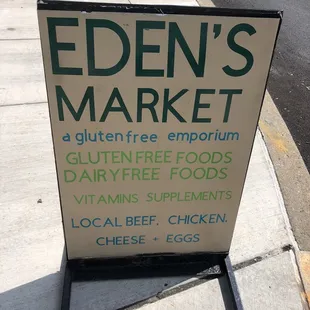 EDEN'S
MARKET
a gluten free emporium
GLUTEN FREE FOODS
DAIRY FREE FOODS
VITAMINS SUPPLEMENTS
LOCAL BEEF, CHICKEN,
CHEESE + EGGS